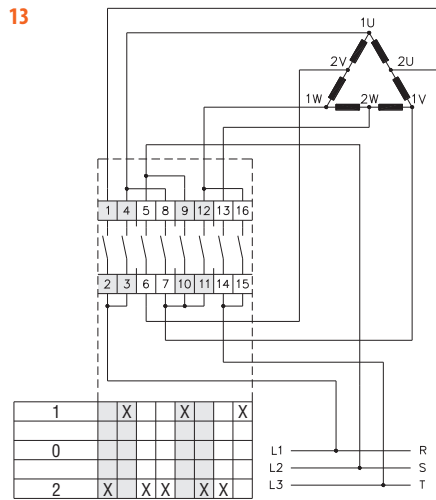 13
1U
2V 2U
1W 2W 1V
1 4 5 8 9 12 13 16
2 3 6 7 10 11 14 15
1 X X X
0
2 X X X X X X
L1 R
L2 S
L3 T